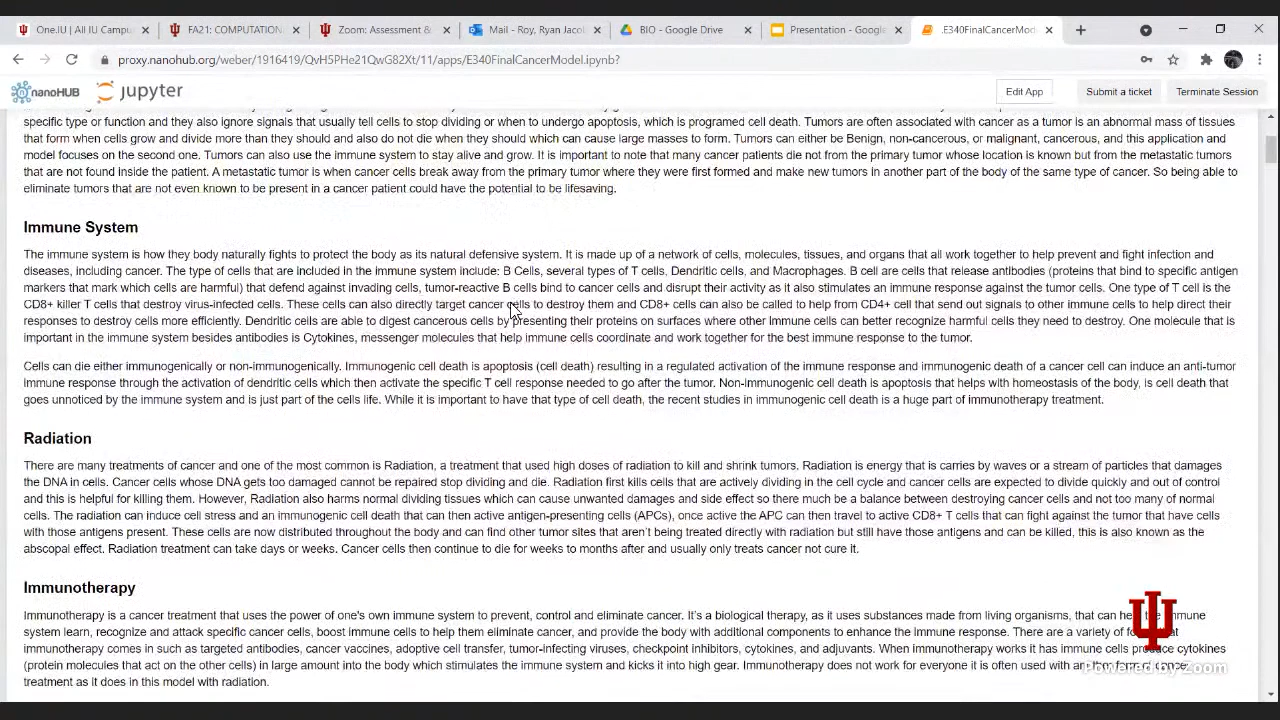 One.IU | All IU Campu
FA21: COMPUTATION
Zoom: Assessment &
Mail - Roy, Ryan Jacol
BIO - Google Drive
Presentation - Google
.E340FinalCancerMode
proxy.nanohub.org/weber/1916419/QvH5PHe21QwG82Xt/11/apps/E340FinalCancerModel.ipynb?
nanoHUB
jupyter
Edit App
Submit a ticket
Terminate Session
specific type or function and they also ignore signals that usually tell cells to stop dividing or when to undergo apoptosis, which is programed cell death. Tumors are often associated with cancer as a tumor is an abnormal mass of tissues
that form when cells grow and divide more than they should and also do not die when they should which can cause large masses to form. Tumors can either be Benign, non-cancerous, or malignant, cancerous, and this application and
model focuses on the second one. Tumors can also use the immune system to stay alive and grow. It is important to note that many cancer patients die not from the primary tumor whose location is known but from the metastatic tumors
that are not found inside the patient. A metastatic tumor is when cancer cells break away from the primary tumor where they were first formed and make new tumors in another part of the body of the same type of cancer. So being able to
eliminate tumors that are not even known to be present in a cancer patient could have the potential to be lifesaving.
Immune System
The immune system is how they body naturally fights to protect the body as its natural defensive system. It is made up of a network of cells, molecules, tissues, and organs that all work together to help prevent and fight infection and
diseases, including cancer. The type of cells that are included in the immune system include: B Cells, several types of T cells, Dendritic cells, and Macrophages. B cell are cells that release antibodies (proteins that bind to specific antigen
markers that mark which cells are harmful) that defend against invading cells, tumor-reactive B cells bind to cancer cells and disrupt their activity as it also stimulates an immune response against the tumor cells. One type of T cell is the
CD8+ killer T cells that destroy virus-infected cells. These cells can also directly target cancer cells to destroy them and CD8+ cells can also be called to help from CD4+ cell that send out signals to other immune cells to help direct their
responses to destroy cells more efficiently. Dendritic cells are able to digest cancerous cells by presenting their proteins on surfaces where other immune cells can better recognize harmful cells they need to destroy. One molecule that is
important in the immune system besides antibodies is Cytokines, messenger molecules that help immune cells coordinate and work together for the best immune response to the tumor.
Cells can die either immunogenically or non-immunogenically. Immunogenic cell death is apoptosis (cell death) resulting in a regulated activation of the immune response and immunogenic death of a cancer cell can induce an anti-tumor
immune response through the activation of dendritic cells which then activate the specific T cell response needed to go after the tumor. Non-immunogenic cell death is apoptosis that helps with homeostasis of the body, is cell death that
goes unnoticed by the immune system and is just part of the cells life. While it is important to have that type of cell death, the recent studies in immunogenic cell death is a huge part of immunotherapy treatment.
Radiation
There are many treatments of cancer and one of the most common is Radiation, a treatment that used high doses of radiation to kill and shrink tumors. Radiation is energy that is carries by waves or a stream of particles that damages
the DNA in cells. Cancer cells whose DNA gets too damaged cannot be repaired stop dividing and die. Radiation first kills cells that are actively dividing in the cell cycle and cancer cells are expected to divide quickly and out of control
and this is helpful for killing them. However, Radiation also harms normal dividing tissues which can cause unwanted damages and side effect so there much be a balance between destroying cancer cells and not too many of normal
cells. The radiation can induce cell stress and an immunogenic cell death that can then active antigen-presenting cells (APCs), once active the APC can then travel to active CD8+ T cells that can fight against the tumor that have cells
with those antigens present. These cells are now distributed throughout the body and can find other tumor sites that aren't being treated directly with radiation but still have those antigens and can be killed, this is also known as the
abscopal effect. Radiation treatment can take days or weeks. Cancer cells then continue to die for weeks to months after and usually only treats cancer not cure it.
Immunotherapy
Immunotherapy is a cancer treatment that uses the power of one's own immune system to prevent, control and eliminate cancer. It's a biological therapy, as it uses substances made from living organisms, that can help the immune
system learn, recognize and attack specific cancer cells, boost immune cells to help them eliminate cancer, and provide the body with additional components to enhance the immune response. There are a variety of
immunotherapy comes in such as targeted antibodies, cancer vaccines, adoptive cell transfer, tumor-infecting viruses, checkpoint inhibitors, cytokines, and adjuvants. When immunotherapy works it has immune cells produce cytokines
(protein molecules that act on the other cells) in large amount into the body which stimulates the immune system and kicks it into high gear. Immunotherapy does not work for everyone it is often used with
treatment as it does in this model with radiation.
Powered by Zoom